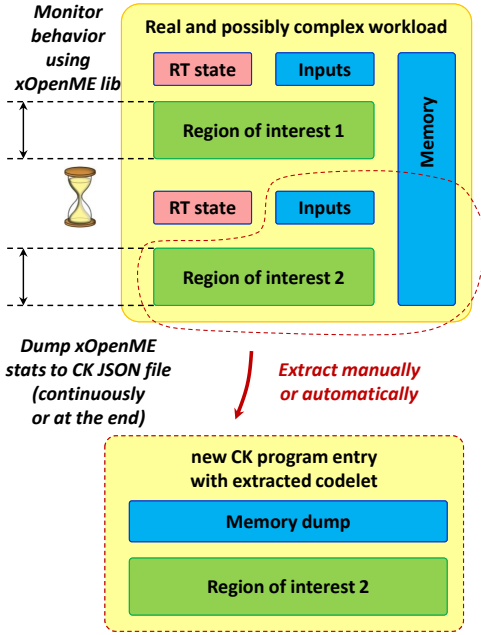 Monitor
behavior
using
xOpenME lib
Real and possibly complex workload
RT state
Inputs
Memory
Region of interest 1
RT state
Inputs
Region of interest 2
Dump xOpenME
stats to CK JSON file
(continuously
or at the end)
Extract manually
or automatically
new CK program entry
with extracted codelet
Memory dump
Region of interest 2